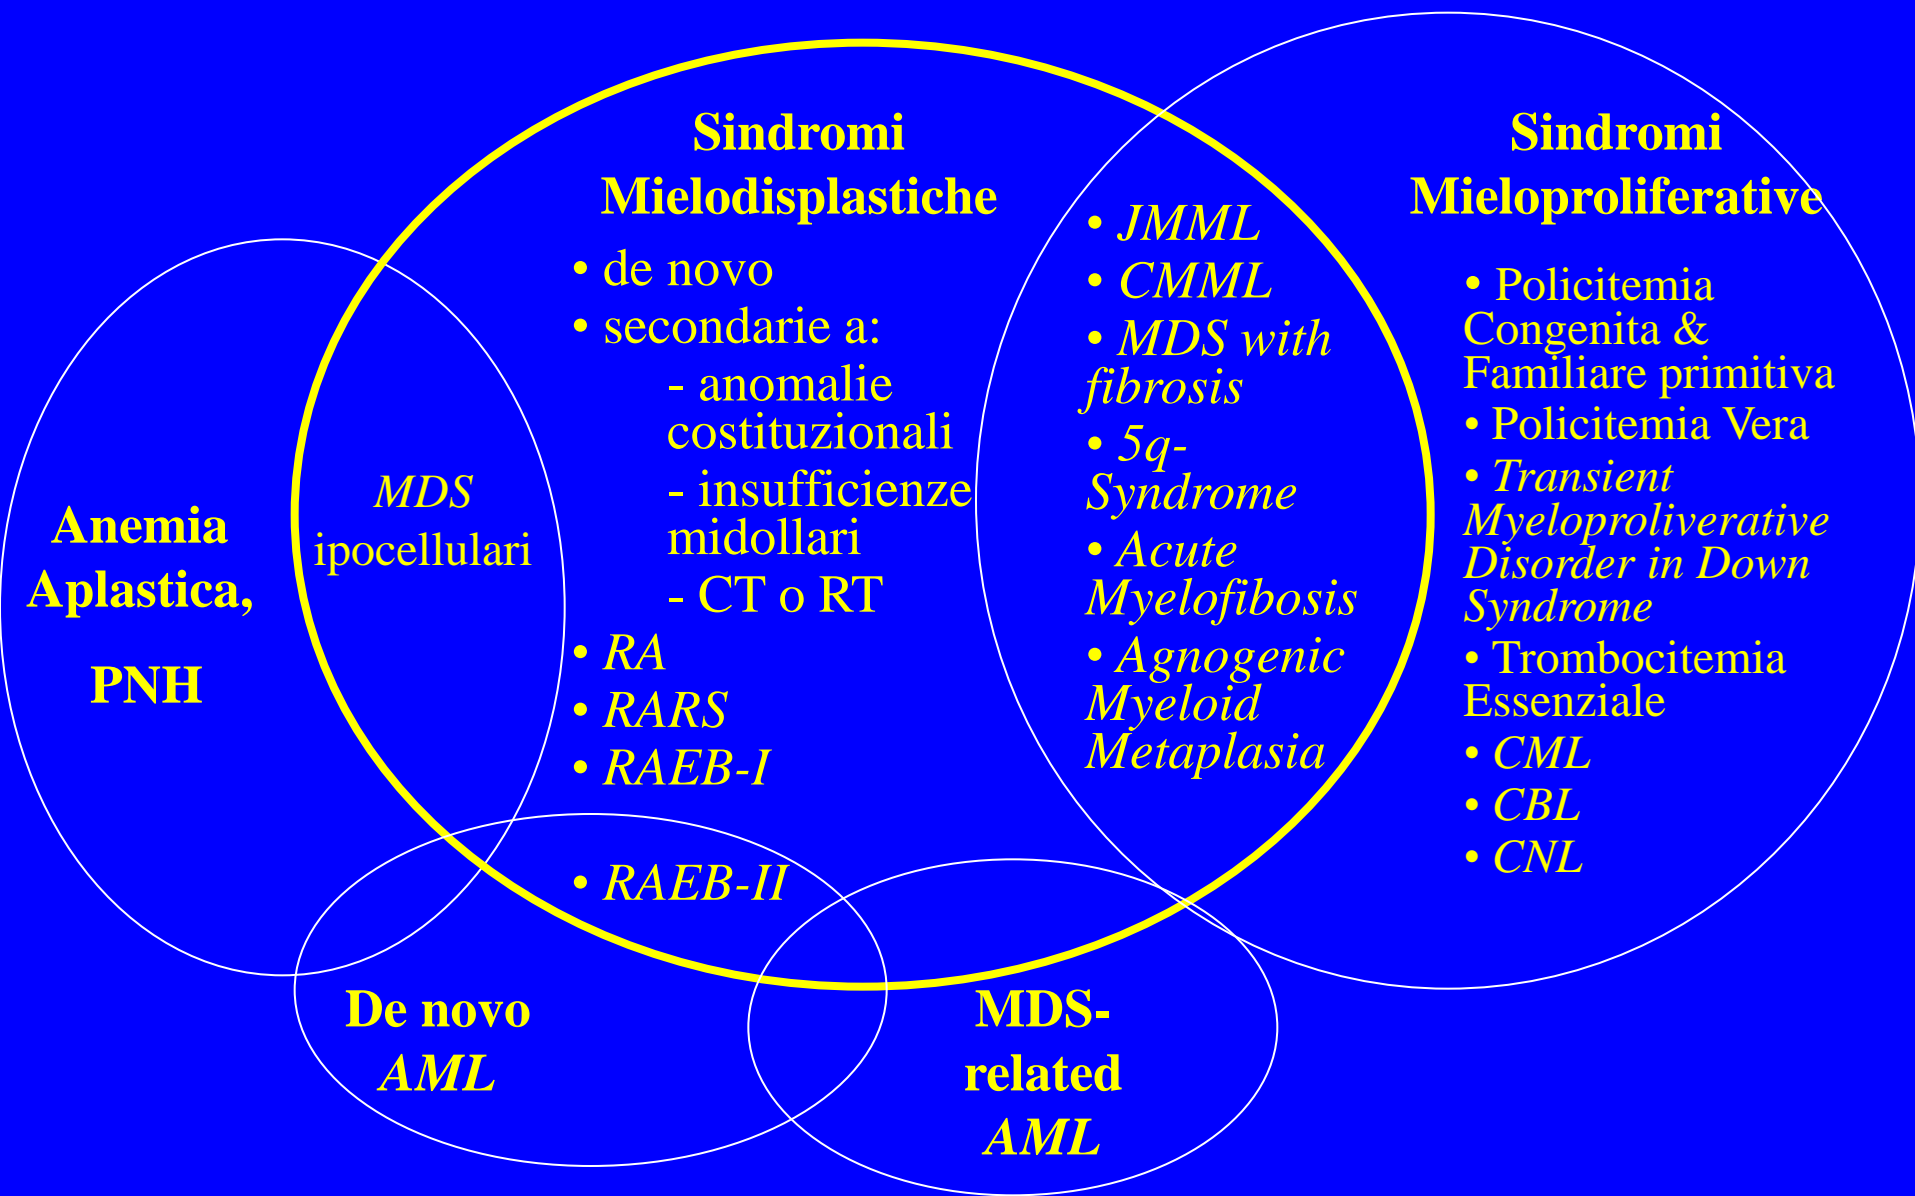 Sindromi
Mielodisplastiche
• de novo
• secondarie a:
- anomalie
costituzionali
- insufficienze
midollari
- CT o RT
• RA
• RARS
• RAEB-I
• RAEB-II
• JMML
• CMML
• MDS with
fibrosis
• 5q-
Syndrome
• Acute
Myelofibosis
• Agnogenic
Myeloid
Metaplasia
Sindromi
Mieloproliferative
• Policitemia
Congenita &
Familiare primitiva
• Policitemia Vera
• Transient
Myeloproliverative
Disorder in Down
Syndrome
• Trombocitemia
Essenziale
• CML
• CBL
• CNL
Anemia
Aplastica,
PNH
MDS
ipocellulari
De novo
AML
MDS-
related
AML